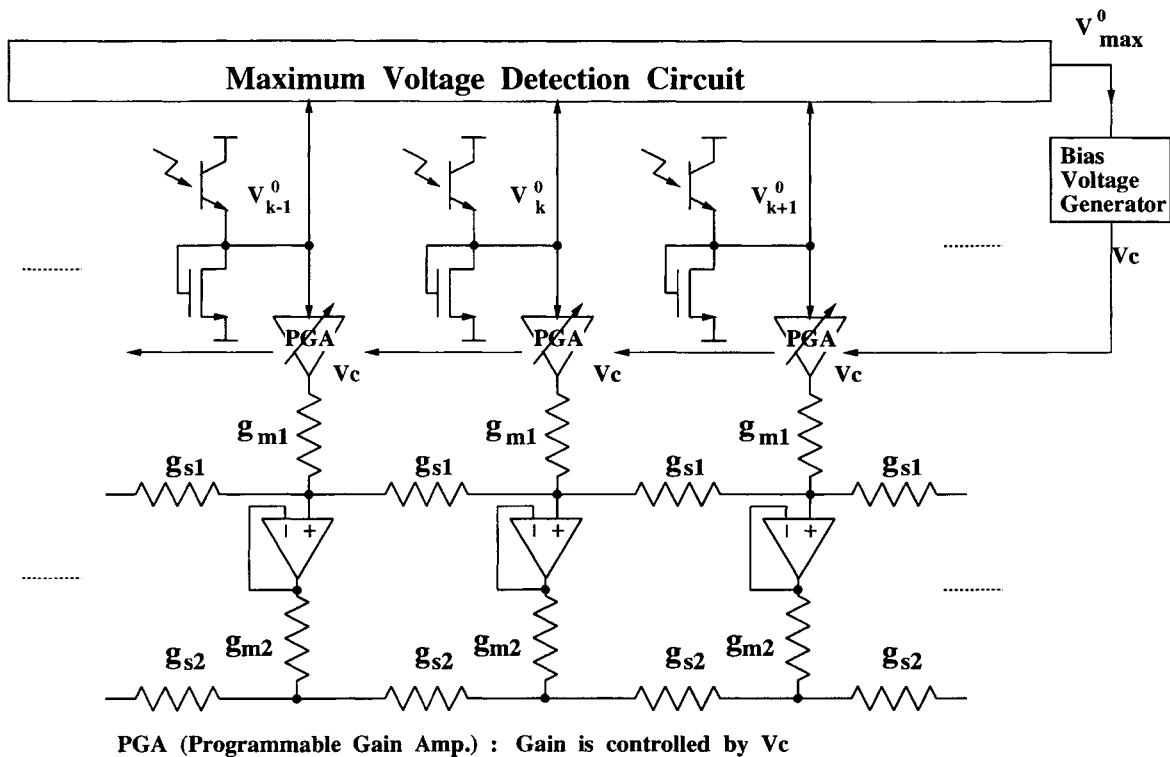 V⁰max
Maximum Voltage Detection Circuit
Bias
Voltage
Generator
V⁰k-1
V⁰k
V⁰k+1
Vc
PGA
PGA
PGA
Vc
Vc
Vc
gm1
gm1
gm1
gs1
gs1
gs1
gs1
− +
− +
− +
gm2
gm2
gm2
gs2
gs2
gs2
gs2
PGA (Programmable Gain Amp.) : Gain is controlled by Vc